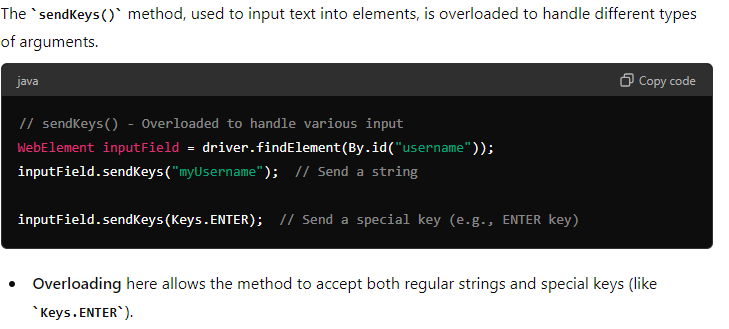 The `sendKeys()` method, used to input text into elements, is overloaded to handle different types
of arguments.
java
Copy code
// sendKeys() - Overloaded to handle various input
WebElement inputField = driver.findElement(By.id("username"));
inputField.sendKeys("myUsername");  // Send a string
inputField.sendKeys(Keys.ENTER);  // Send a special key (e.g., ENTER key)
• Overloading here allows the method to accept both regular strings and special keys (like
`Keys.ENTER`).